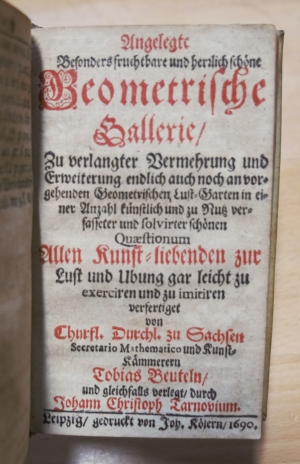 Angelegte
Besonders fruchtbare und herzlich schöne
Geometrische
Gallerie/
Zu verlangter Vermehrung und
Erweiterung endlich auch noch an vor-
gehenden Geometrischen Lust-Garten in ei-
ner Anzahl künstlich und zu Nutz ver-
fasseter und solvirter schönen
Quæstionum
Allen Kunst-liebenden zur
Lust und Ubung gar leicht zu
exerciren und zu imitiren
verfertiget
von
Churfl. Durchl. zu Sachsen
Secretario Mathematico und Kunst-
Kämmerern
Tobias Beuteln/
und gleichfalls verlegt/ durch
Johann Christoph Tarnovium.
Leipzig/ gedruckt von Joh. Kölern/ 1690.